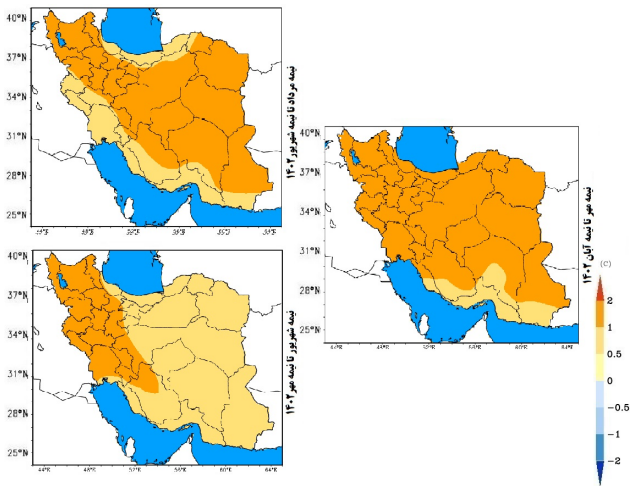 40°N
37°N
34°N
31°N
28°N
25°N
نیمه مرداد تا نیمه شهریور ۱۴۰۲
40°N
37°N
34°N
31°N
28°N
25°N
44°E
48°E
52°E
56°E
60°E
64°E
نیمه شهریور تا نیمه مهر ۱۴۰۲
40°N
37°N
34°N
31°N
28°N
25°N
نیمه مهر تا نیمه آبان ۱۴۰۲
(C)
2
1
0.5
0
-0.5
-1
-2